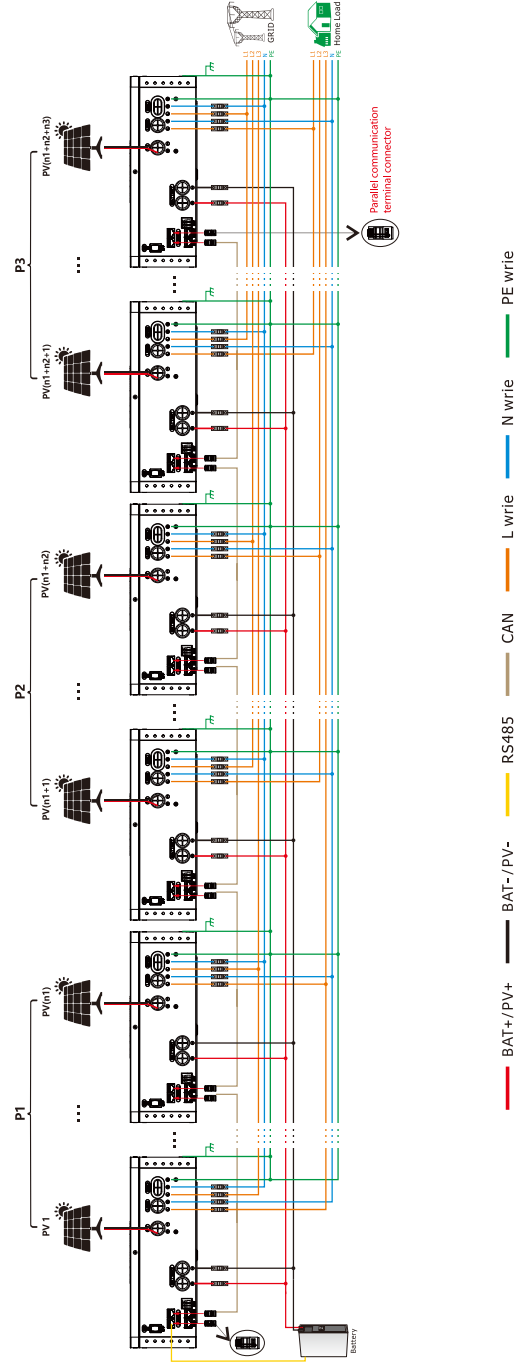 P1
P2
P3
PV 1
PV(n1)
PV(n1+1)
PV(n1+n2)
PV(n1+n2+1)
PV(n1+n2+n3)
GRID
L1
L2
L3
N
PE
Home Load
L1
L2
L3
N
PE
Parallel communication
terminal connector
Battery
BAT+/PV+
BAT-/PV-
RS485
CAN
L wrie
N wrie
PE wrie